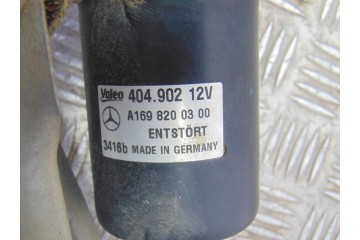 Valeo 404.902 12V
A169 820 03 00
ENTSTÖRT
3416b MADE IN GERMANY